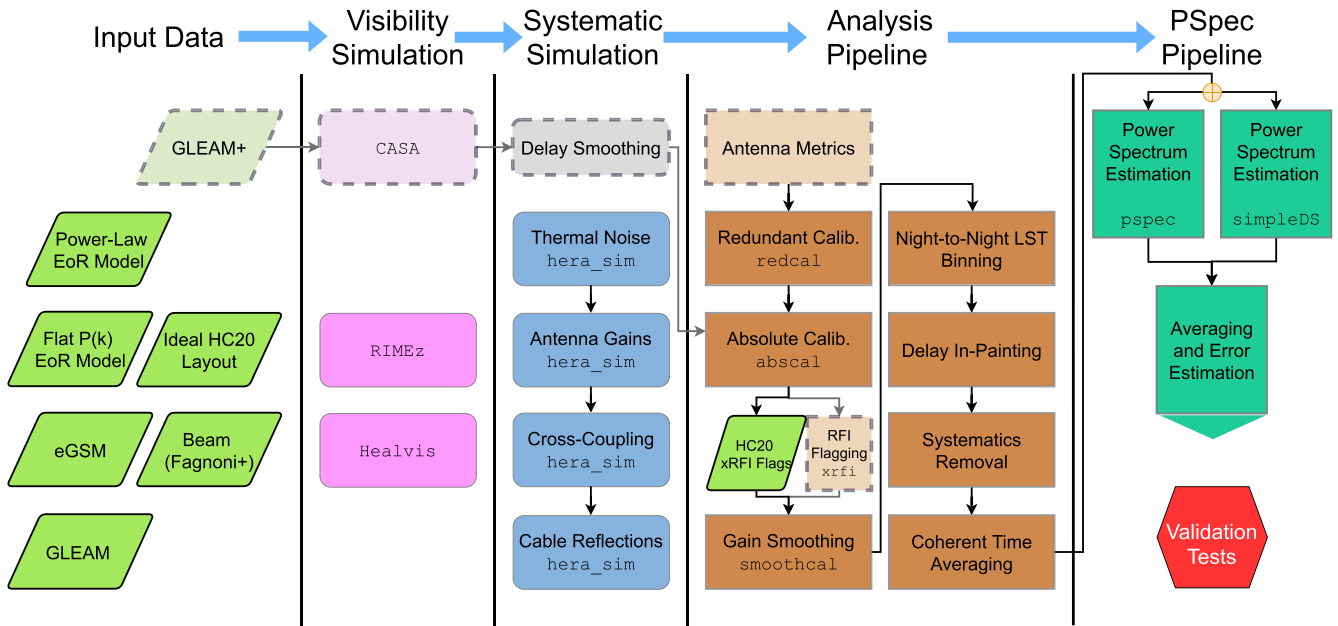 Input Data
Visibility
Simulation
Systematic
Simulation
Analysis
Pipeline
PSpec
Pipeline
GLEAM+
Power-Law
EoR Model
Flat P(k)
EoR Model
Ideal HC20
Layout
eGSM
Beam
(Fagnoni+)
GLEAM
CASA
RIMEz
Healvis
Delay Smoothing
Thermal Noise
hera_sim
Antenna Gains
hera_sim
Cross-Coupling
hera_sim
Cable Reflections
hera_sim
Antenna Metrics
Redundant Calib.
redcal
Absolute Calib.
abscal
HC20
xRFI Flags
RFI
Flagging
xrfi
Gain Smoothing
smoothcal
Night-to-Night LST
Binning
Delay In-Painting
Systematics
Removal
Coherent Time
Averaging
Power
Spectrum
Estimation
pspec
Power
Spectrum
Estimation
simpleDS
Averaging
and Error
Estimation
Validation
Tests